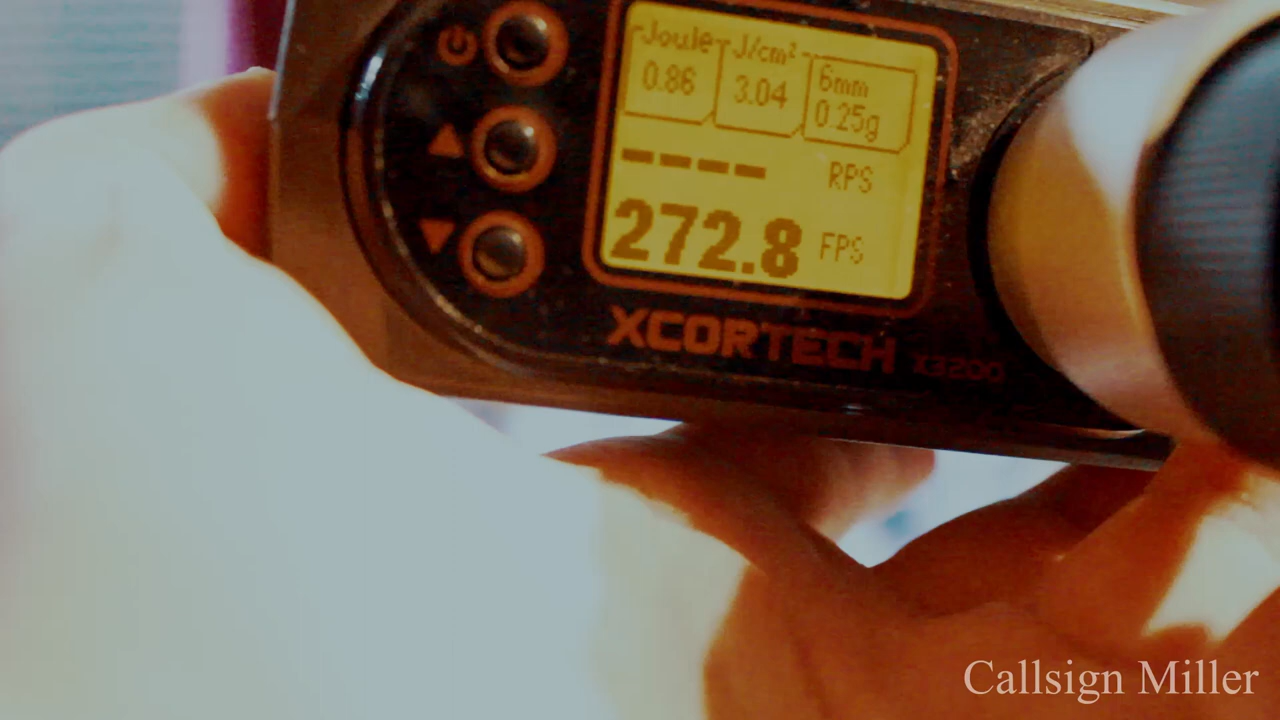 Joule J/cm² 6mm
0.86 3.04 0.25g
---- RPS
272.8 FPS
XCORTECH X3200
Callsign Miller